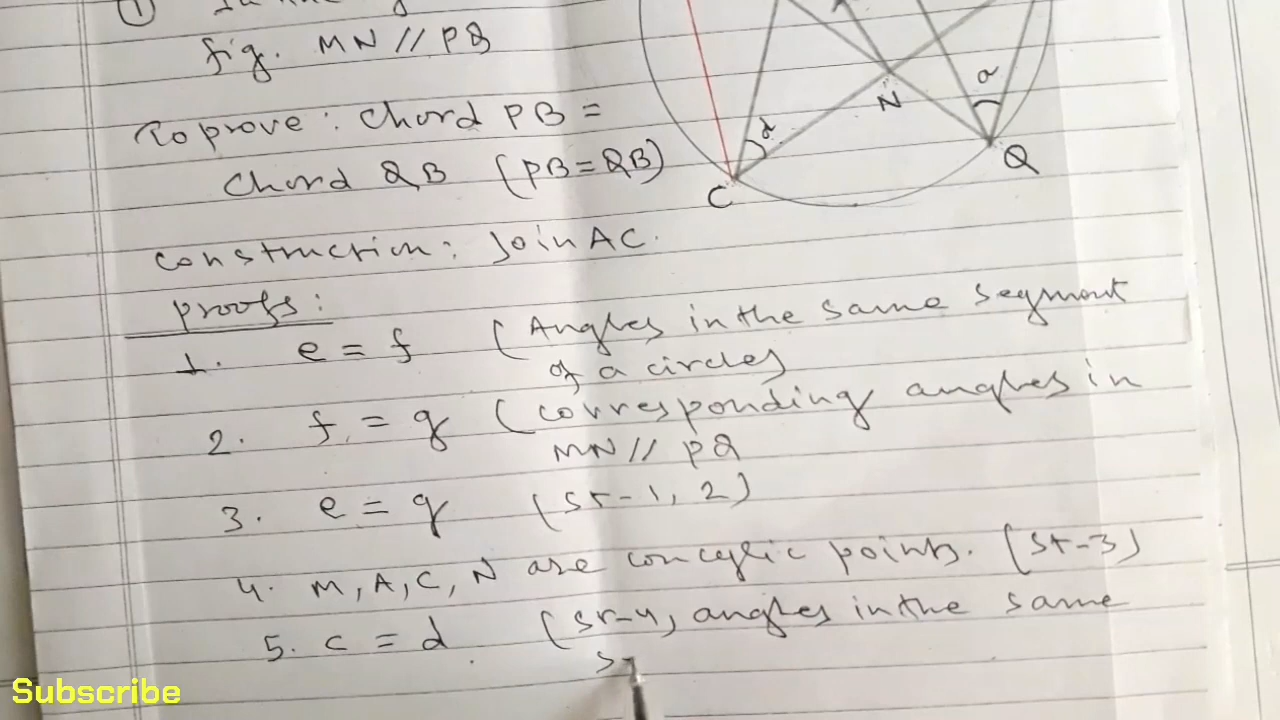 ①
fig. MN // PQ
To prove: Chord PB =
Chord QB (PB=QB)
construction: Join AC.
proofs:
1. e = f (Angles in the same segment
of a circles
2. f = g (corresponding angles in
MN // PQ
3. e = g (St-1, 2)
4. M, A, C, N are concyclic points. (St-3)
5. c = d (St-4, angles in the same
N
a
d
Q
C
Subscribe